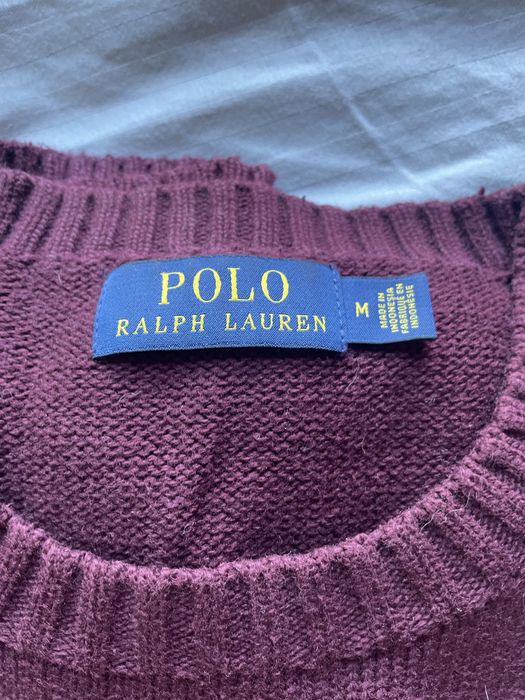 POLO
RALPH LAUREN
M
MADE IN
INDONESIA
FABRIQUÉ EN
INDONÉSIE